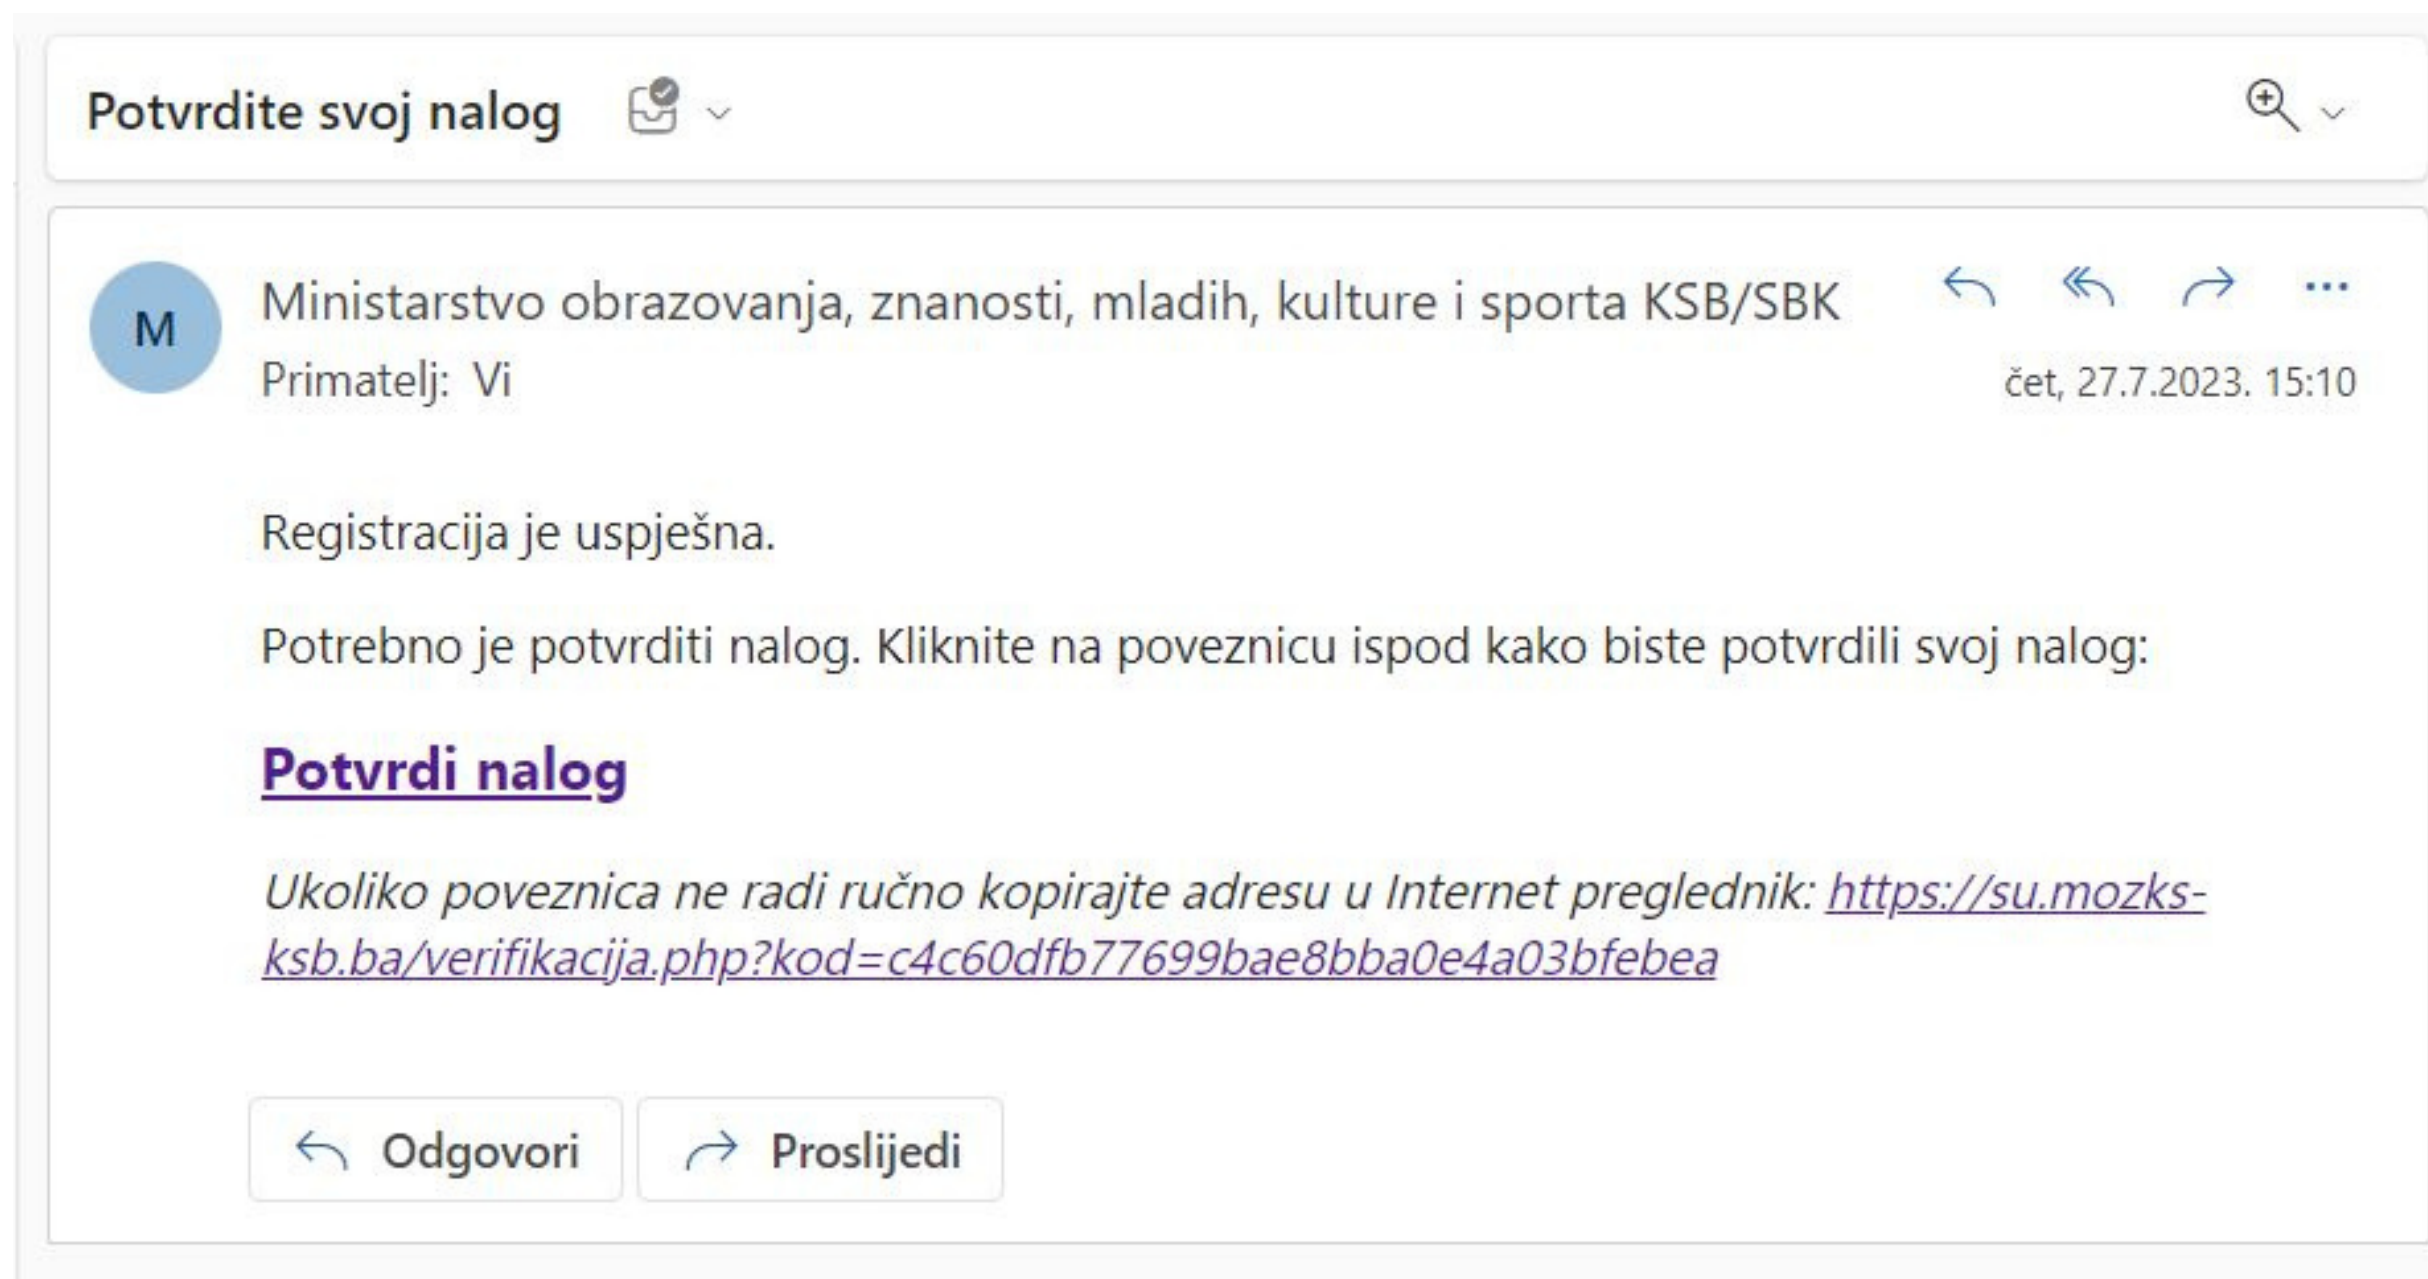 Potvrdite svoj nalog
M
Ministarstvo obrazovanja, znanosti, mladih, kulture i sporta KSB/SBK
Primatelj: Vi
čet, 27.7.2023. 15:10
Registracija je uspješna.
Potrebno je potvrditi nalog. Kliknite na poveznicu ispod kako biste potvrdili svoj nalog:
Potvrdi nalog
Ukoliko poveznica ne radi ručno kopirajte adresu u Internet preglednik: https://su.mozks-
ksb.ba/verifikacija.php?kod=c4c60dfb77699bae8bba0e4a03bfebea
Odgovori
Proslijedi